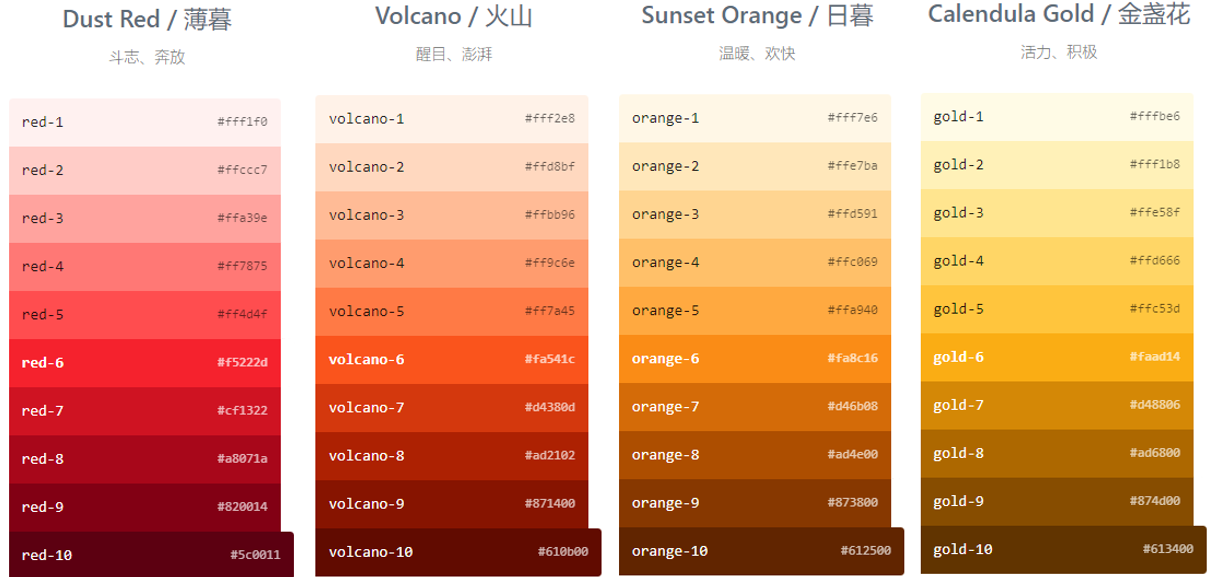 Dust Red / 薄暮
斗志、奔放
red-1 #fff1f0
red-2 #ffccc7
red-3 #ffa39e
red-4 #ff7875
red-5 #ff4d4f
red-6 #f5222d
red-7 #cf1322
red-8 #a8071a
red-9 #820014
red-10 #5c0011
Volcano / 火山
醒目、澎湃
volcano-1 #fff2e8
volcano-2 #ffd8bf
volcano-3 #ffbb96
volcano-4 #ff9c6e
volcano-5 #ff7a45
volcano-6 #fa541c
volcano-7 #d4380d
volcano-8 #ad2102
volcano-9 #871400
volcano-10 #610b00
Sunset Orange / 日暮
温暖、欢快
orange-1 #fff7e6
orange-2 #ffe7ba
orange-3 #ffd591
orange-4 #ffc069
orange-5 #ffa940
orange-6 #fa8c16
orange-7 #d46b08
orange-8 #ad4e00
orange-9 #873800
orange-10 #612500
Calendula Gold / 金盏花
活力、积极
gold-1 #fffbe6
gold-2 #fff1b8
gold-3 #ffe58f
gold-4 #ffd666
gold-5 #ffc53d
gold-6 #faad14
gold-7 #d48806
gold-8 #ad6800
gold-9 #874d00
gold-10 #613400